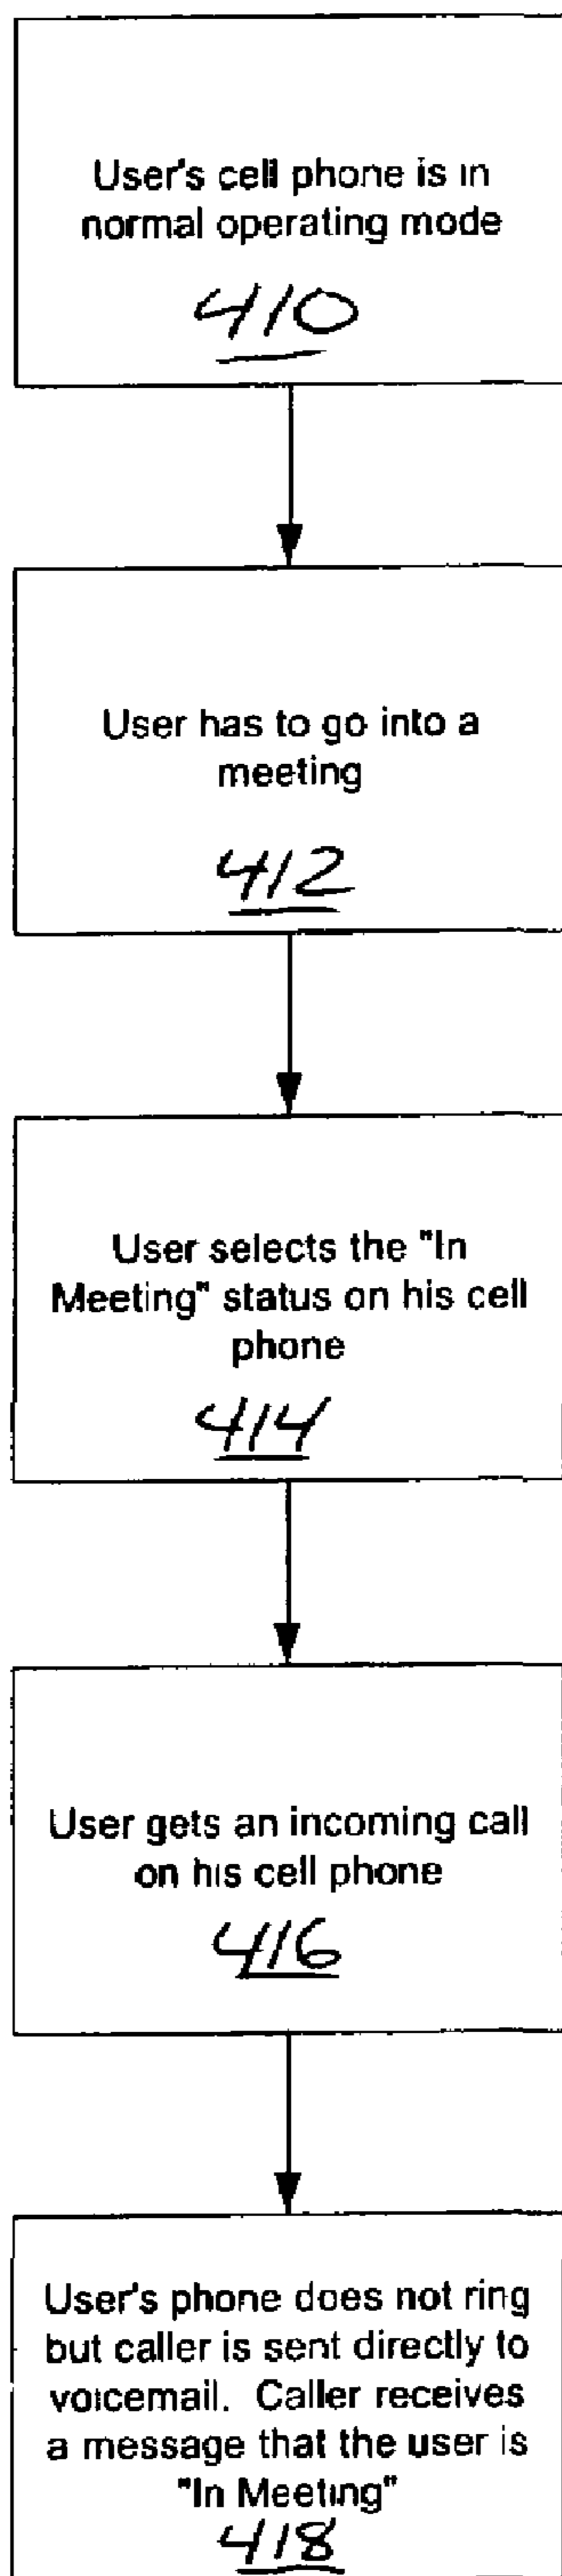 User's cell phone is in
normal operating mode
410
User has to go into a
meeting
412
User selects the "In
Meeting" status on his cell
phone
414
User gets an incoming call
on his cell phone
416
User's phone does not ring
but caller is sent directly to
voicemail. Caller receives
a message that the user is
"In Meeting"
418